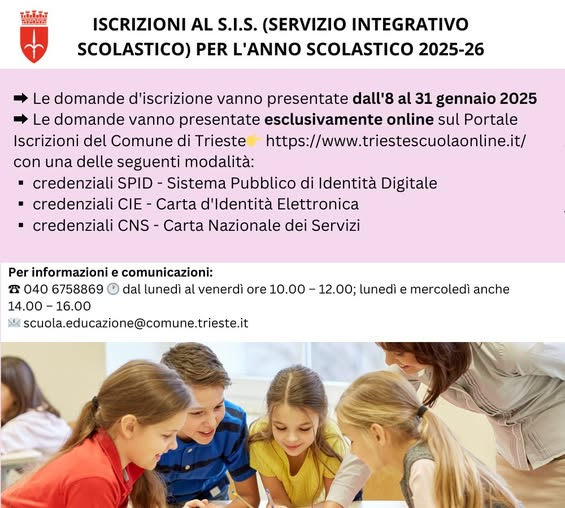 ISCRIZIONI AL S.I.S. (SERVIZIO INTEGRATIVO
SCOLASTICO) PER L'ANNO SCOLASTICO 2025-26
➡ Le domande d'iscrizione vanno presentate dall'8 al 31 gennaio 2025
➡ Le domande vanno presentate esclusivamente online sul Portale
Iscrizioni del Comune di Trieste👉 https://www.triestescuolaonline.it/
con una delle seguenti modalità:
▪ credenziali SPID - Sistema Pubblico di Identità Digitale
▪ credenziali CIE - Carta d'Identità Elettronica
▪ credenziali CNS - Carta Nazionale dei Servizi
Per informazioni e comunicazioni:
☎ 040 6758869 🕐 dal lunedì al venerdì ore 10.00 – 12.00; lunedì e mercoledì anche
14.00 – 16.00
📧 scuola.educazione@comune.trieste.it